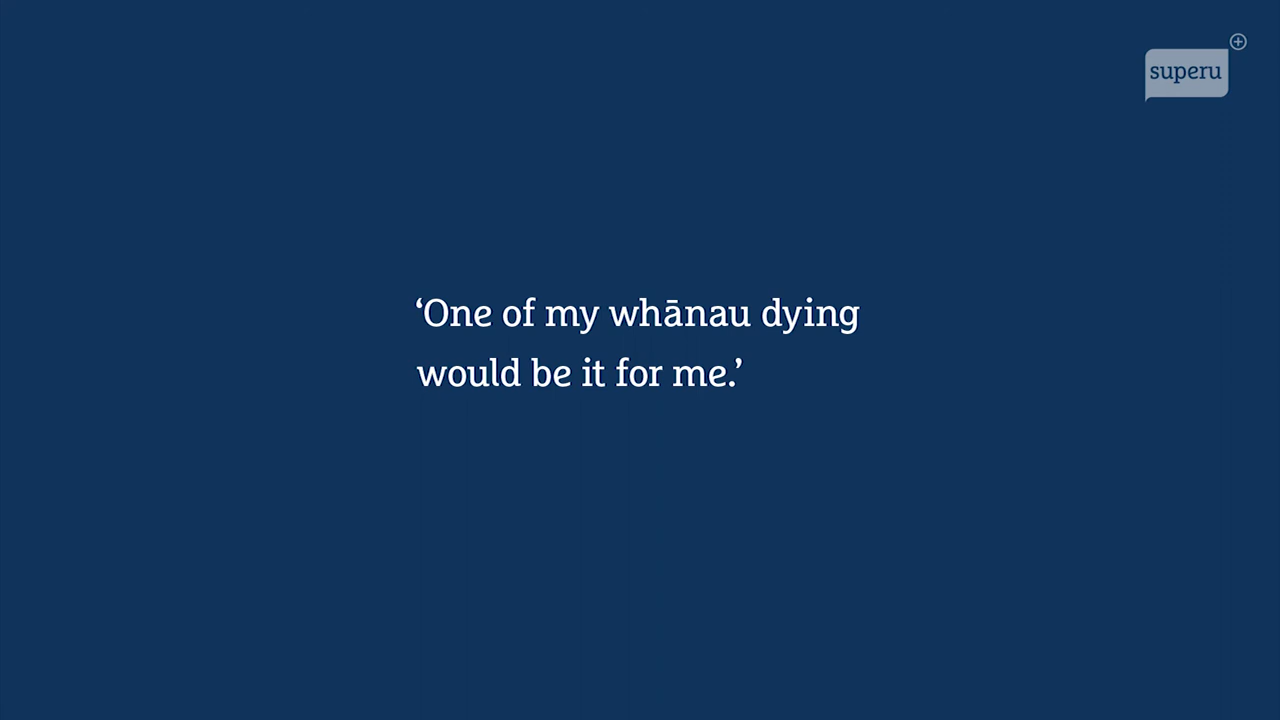 superu
‘One of my whānau dying
would be it for me.’